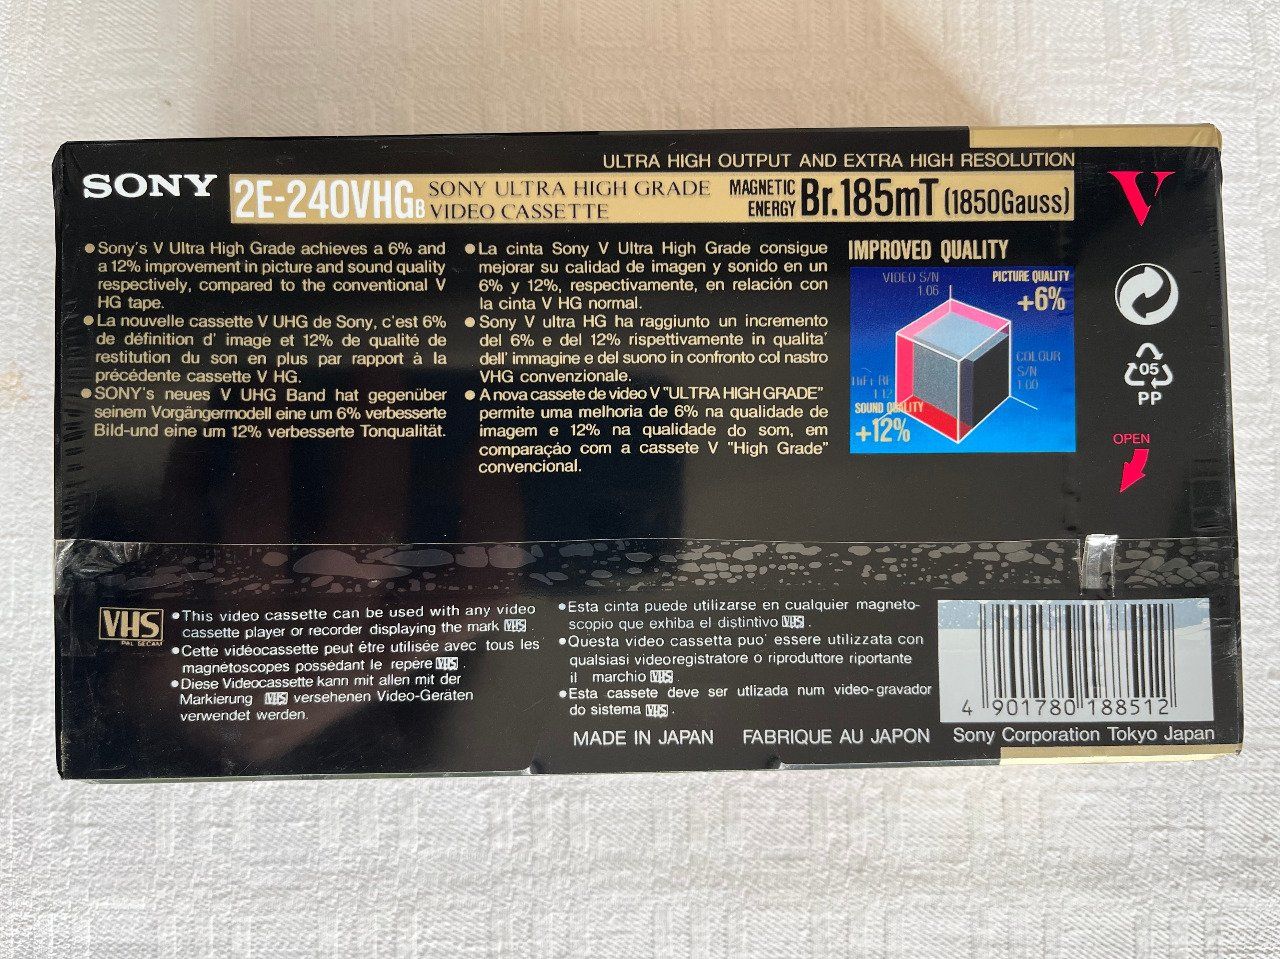 ULTRA HIGH OUTPUT AND EXTRA HIGH RESOLUTION
SONY
2E-240VHGB
SONY ULTRA HIGH GRADE
VIDEO CASSETTE
MAGNETIC
ENERGY
Br.185mT (1850Gauss)
V
●Sony's V Ultra High Grade achieves a 6% and
a 12% improvement in picture and sound quality
respectively, compared to the conventional V
HG tape.
●La nouvelle cassette V UHG de Sony, c'est 6%
de définition d' image et 12% de qualité de
restitution du son en plus par rapport à la
précédente cassette V HG.
●SONY's neues V UHG Band hat gegenüber
seinem Vorgängermodell eine um 6% verbesserte
Bild-und eine um 12% verbesserte Tonqualität.
●La cinta Sony V Ultra High Grade consigue
mejorar su calidad de imagen y sonido en un
6% y 12%, respectivamente, en relación con
la cinta V HG normal.
●Sony V ultra HG ha raggiunto un incremento
del 6% e del 12% rispettivamente in qualita'
dell' immagine e del suono in confronto col nastro
VHG convenzionale.
●A nova cassete de video V "ULTRA HIGH GRADE"
permite uma melhoria de 6% na qualidade de
imagem e 12% na qualidade do som, em
comparaçáo com a cassete V "High Grade"
convencional.
IMPROVED QUALITY
VIDEO S/N
1.06
PICTURE QUALITY
+6%
COLOUR
S/N
1.00
HiFi RF
1.12
SOUND QUALITY
+12%
05
PP
OPEN
VHS
PAL SECAM
●This video cassette can be used with any video
cassette player or recorder displaying the mark VHS .
●Cette vidéocassette peut être utilisée avec tous les
magnétoscopes possédant le repère VHS .
●Diese Videocassette kann mit allen mit der
Markierung VHS versehenen Video-Geräten
verwendet werden.
●Esta cinta puede utilizarse en cualquier magneto-
scopio que exhiba el distintivo VHS .
●Questa video cassetta puo' essere utilizzata con
qualsiasi videoregistratore o riproduttore riportante
il marchio VHS
●Esta cassete deve ser utlizada num video-gravador
do sistema VHS .
4 901780 188512
MADE IN JAPAN FABRIQUE AU JAPON Sony Corporation Tokyo Japan